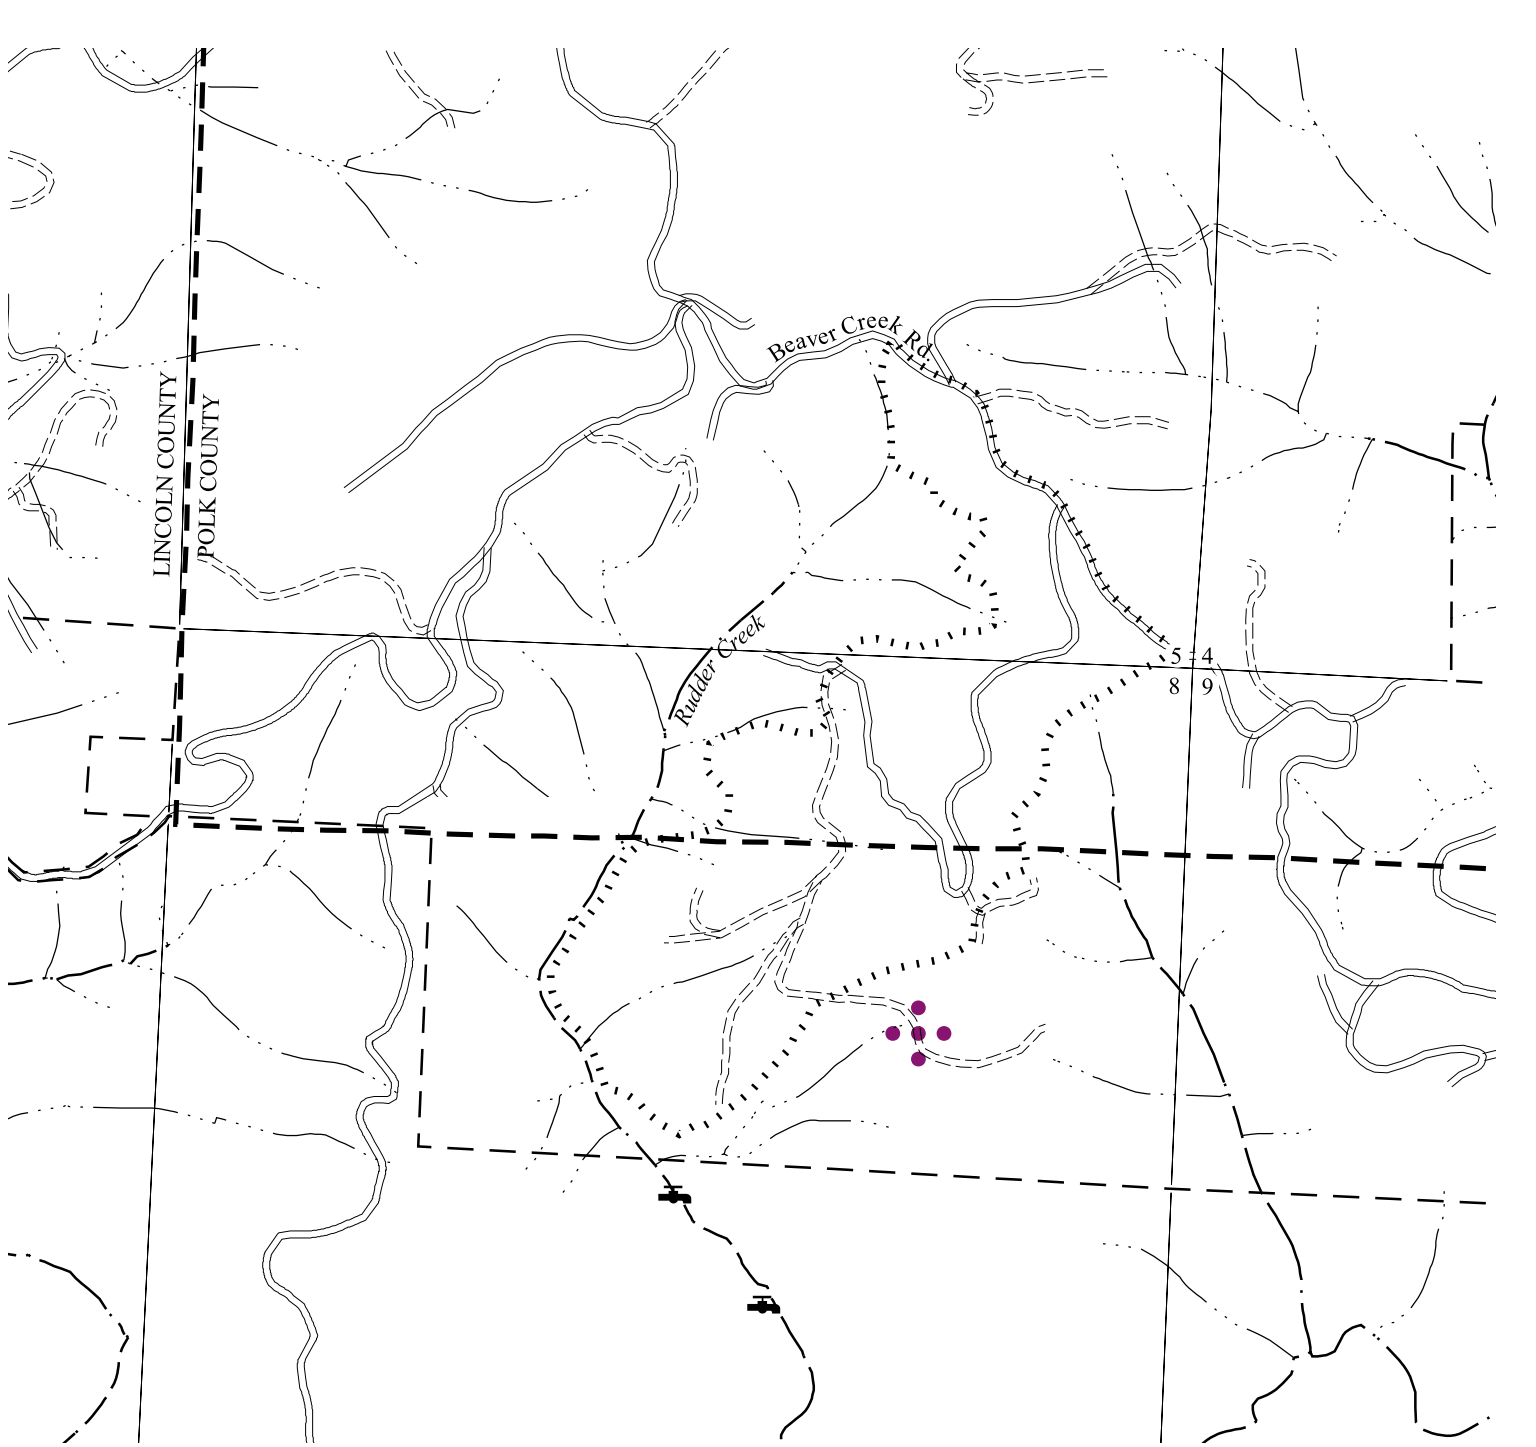 Beaver Creek Rd.
LINCOLN COUNTY
POLK COUNTY
Rudder Creek
5 4
8 9